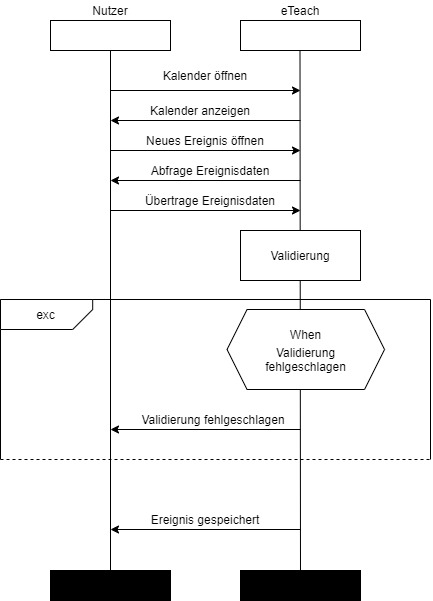 Nutzer
eTeach
Kalender öffnen
Kalender anzeigen
Neues Ereignis öffnen
Abfrage Ereignisdaten
Übertrage Ereignisdaten
Validierung
exc
When
Validierung
fehlgeschlagen
Validierung fehlgeschlagen
Ereignis gespeichert